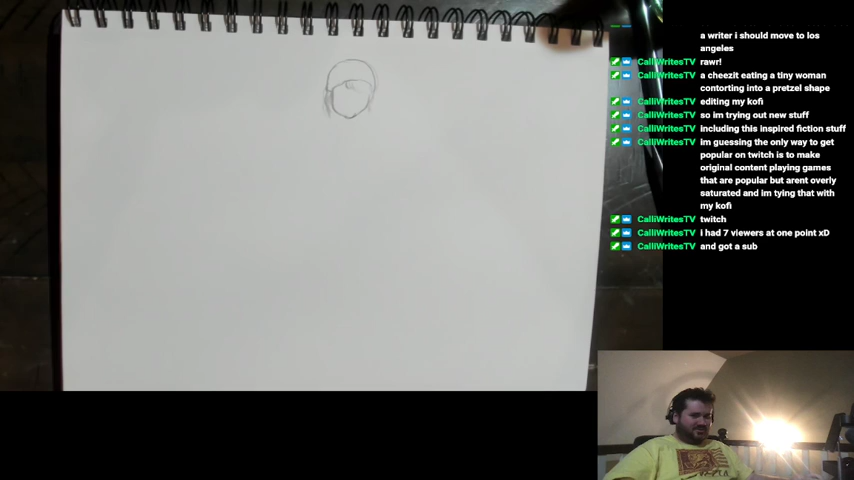 a writer i should move to los
angeles
CalliWritesTV rawr!
CalliWritesTV a cheezit eating a tiny woman
contorting into a pretzel shape
CalliWritesTV editing my kofi
CalliWritesTV so im trying out new stuff
CalliWritesTV including this inspired fiction stuff
CalliWritesTV im guessing the only way to get
popular on twitch is to make
original content playing games
that are popular but arent overly
saturated and im tying that with
my kofi
CalliWritesTV twitch
CalliWritesTV i had 7 viewers at one point xD
CalliWritesTV and got a sub